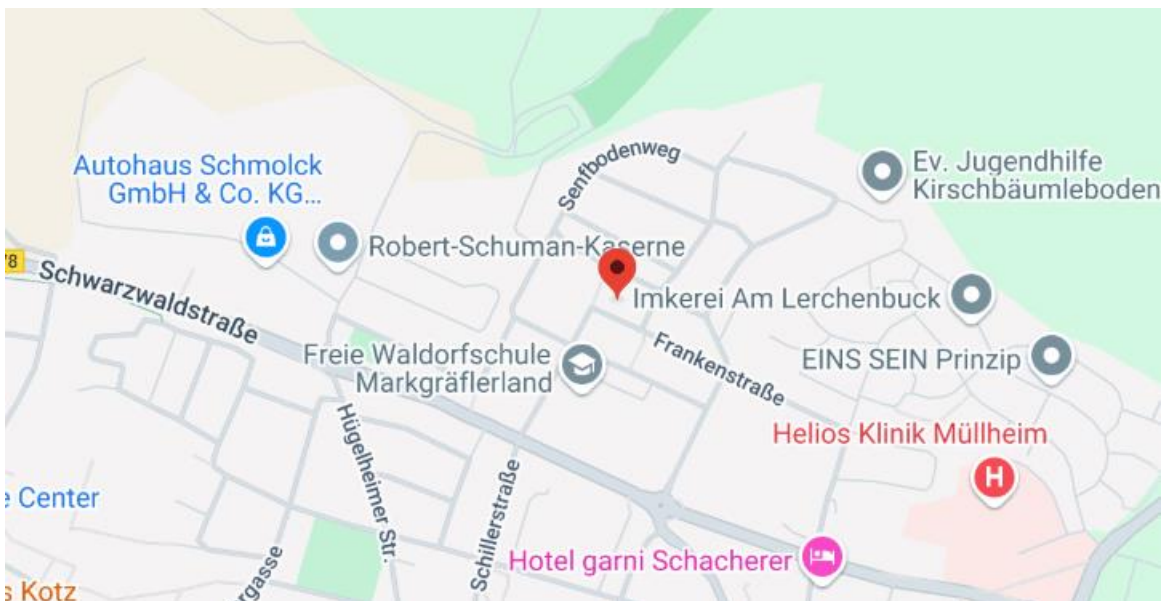 Senfbodenweg
Autohaus Schmolck
GmbH & Co. KG...
Ev. Jugendhilfe
Kirschbäumleboden
Robert-Schuman-Kaserne
78
Schwarzwaldstraße
Imkerei Am Lerchenbuck
Freie Waldorfschule
Markgräflerland
Frankenstraße
EINS SEIN Prinzip
Hügelheimer Str.
Helios Klinik Müllheim
H
Center
Schillerstraße
Hotel garni Schacherer
Kotz